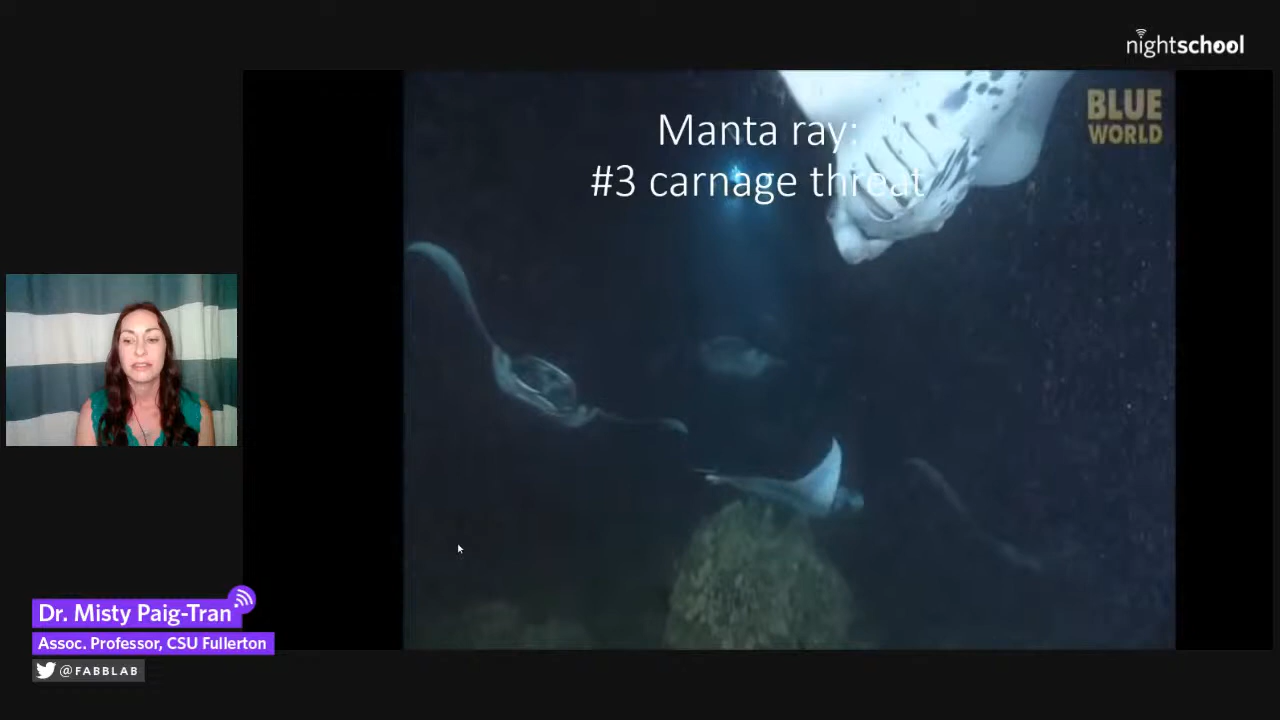 nightschool
BLUE
WORLD
Manta ray:
#3 carnage threat
Dr. Misty Paig-Tran
Assoc. Professor, CSU Fullerton
@FABBLAB